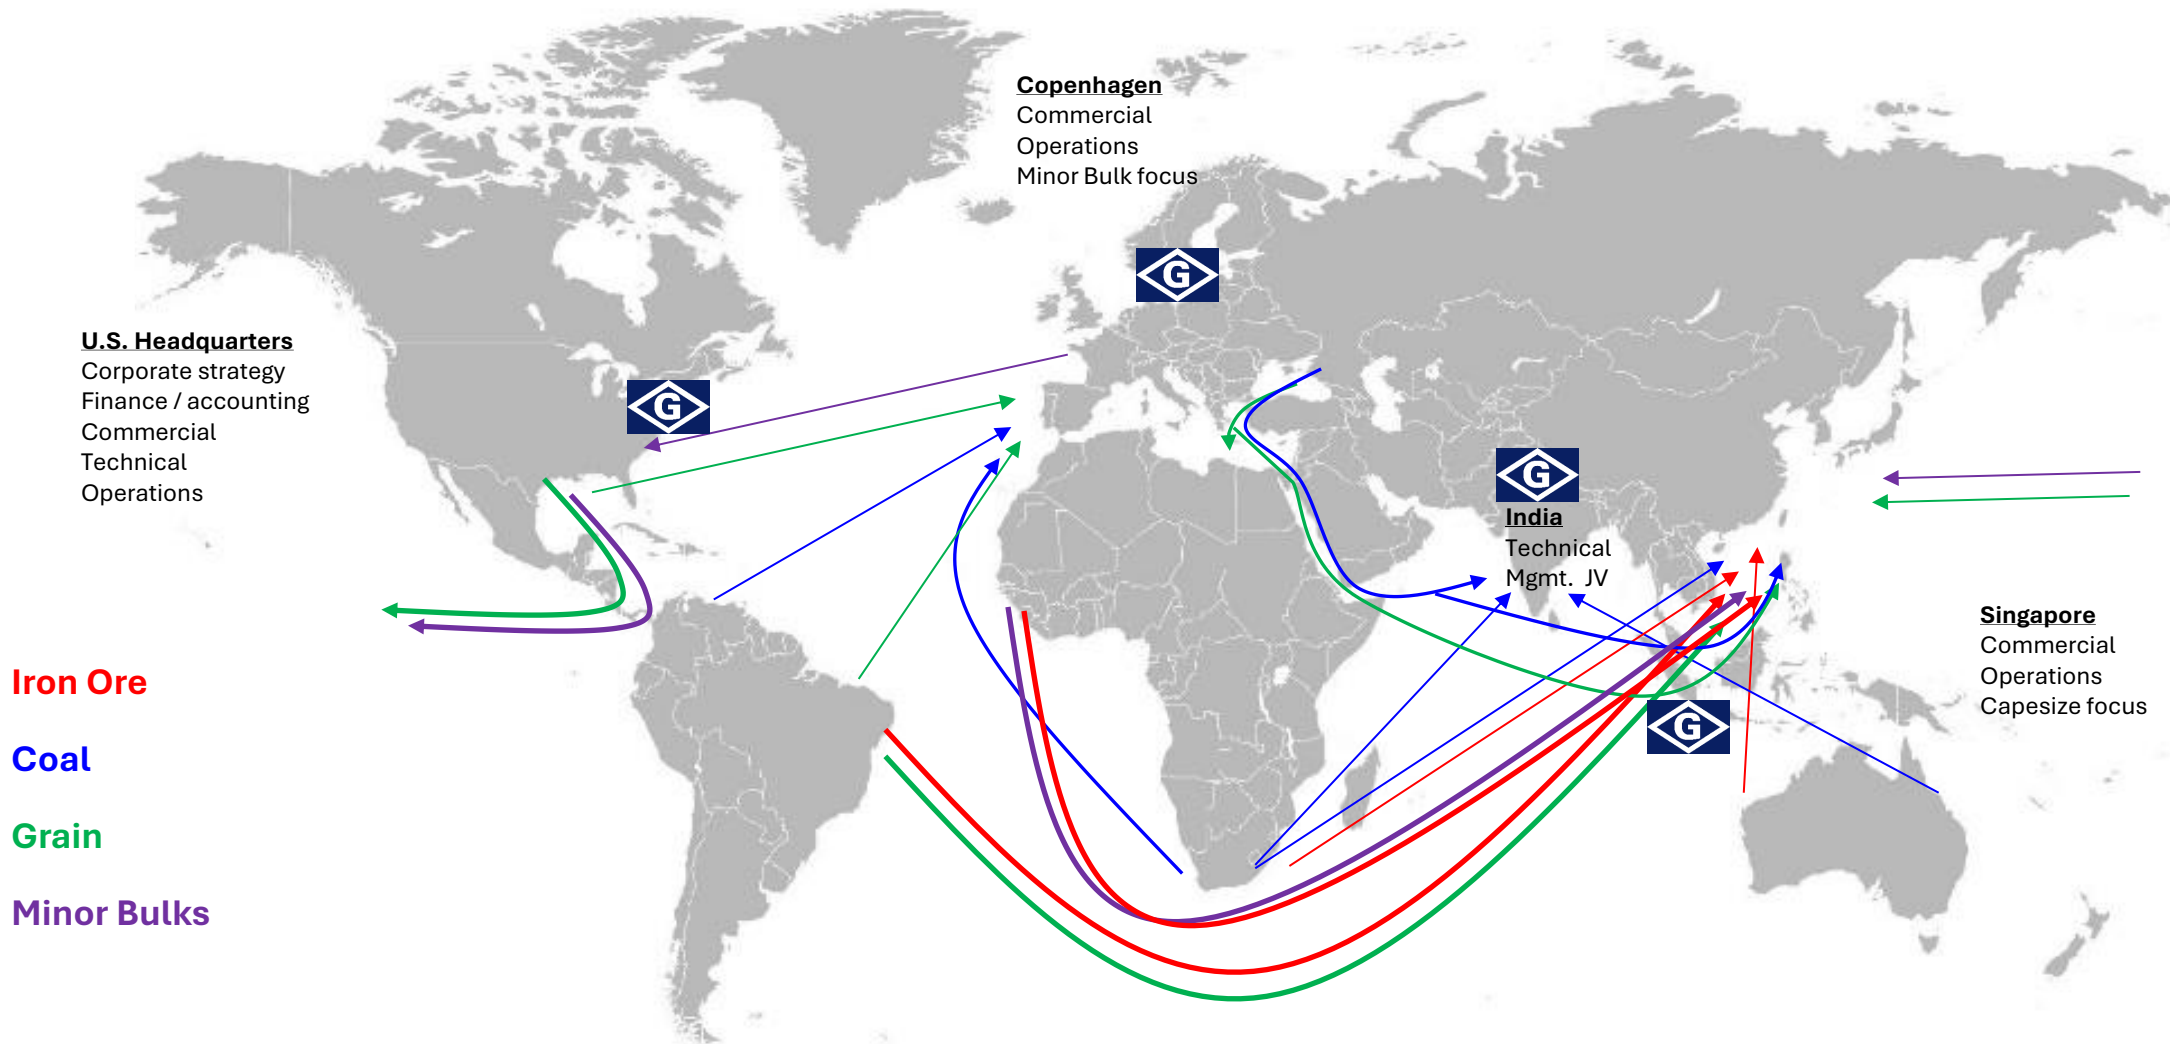 Copenhagen
Commercial
Operations
Minor Bulk focus
G
U.S. Headquarters
Corporate strategy
Finance / accounting
Commercial
Technical
Operations
G
G
India
Technical
Mgmt. JV
Singapore
Commercial
Operations
Capesize focus
G
Iron Ore
Coal
Grain
Minor Bulks